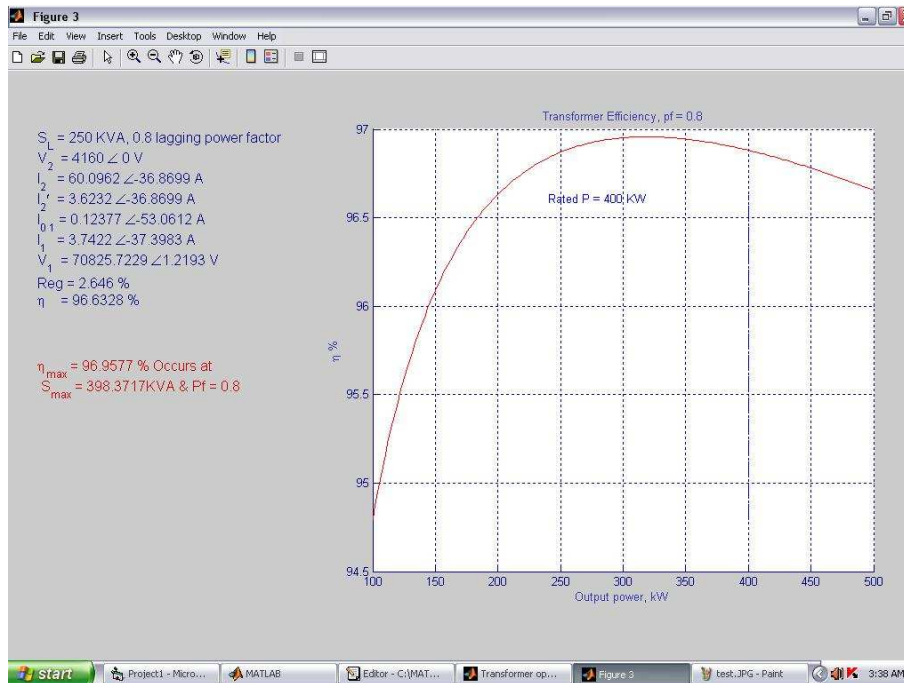 Figure 3
File Edit View Insert Tools Desktop Window Help
S_L = 250 KVA, 0.8 lagging power factor
V_2 = 4160 ∠ 0 V
I_2 = 60.0962 ∠-36.8699 A
I_2' = 3.6232 ∠-36.8699 A
I_0 1 = 0.12377 ∠-53.0612 A
I_1 = 3.7422 ∠-37.3983 A
V_1 = 70825.7229 ∠1.2193 V
Reg = 2.646 %
η = 96.6328 %
η_max = 96.9577 % Occurs at
S_max = 398.3717KVA & Pf = 0.8
Transformer Efficiency, pf = 0.8
97
96.5
96
95.5
95
94.5
η %
Rated P = 400 KW
100 150 200 250 300 350 400 450 500
Output power, kW
start Project1 - Micro... MATLAB Editor - C:\MAT... Transformer op... Figure 3 test.JPG - Paint K 3:38 AM